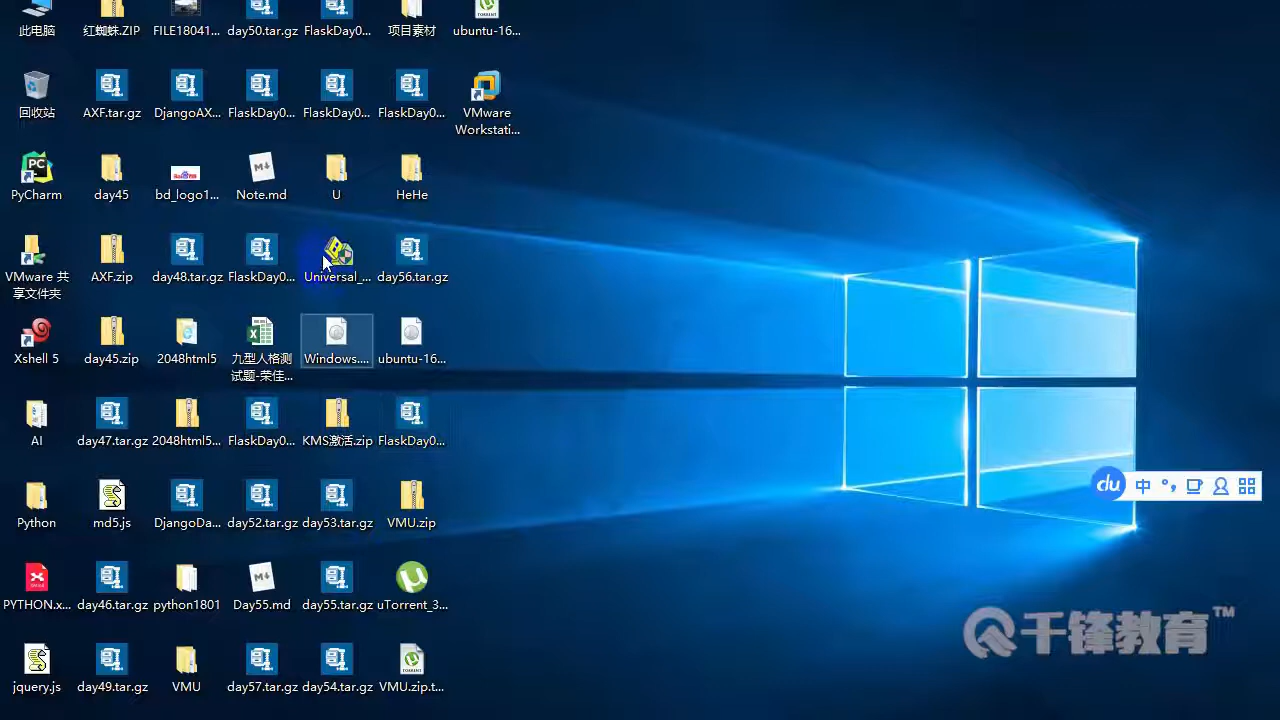 此电脑
红蜘蛛.ZIP
FILE18041...
day50.tar.gz
FlaskDay0...
项目素材
ubuntu-16...
回收站
AXF.tar.gz
DjangoAX...
FlaskDay0...
FlaskDay0...
FlaskDay0...
VMware
Workstati...
PyCharm
day45
bd_logo1...
Note.md
U
HeHe
VMware 共
享文件夹
AXF.zip
day48.tar.gz
FlaskDay0...
Universal_...
day56.tar.gz
Xshell 5
day45.zip
2048html5
九型人格测
试题-荣佳...
Windows....
ubuntu-16...
AI
day47.tar.gz
2048html5...
FlaskDay0...
KMS激活.zip
FlaskDay0...
Python
md5.js
DjangoDa...
day52.tar.gz
day53.tar.gz
VMU.zip
PYTHON.x...
day46.tar.gz
python1801
Day55.md
day55.tar.gz
uTorrent_3...
jquery.js
day49.tar.gz
VMU
day57.tar.gz
day54.tar.gz
VMU.zip.t...
du 中
千锋教育™